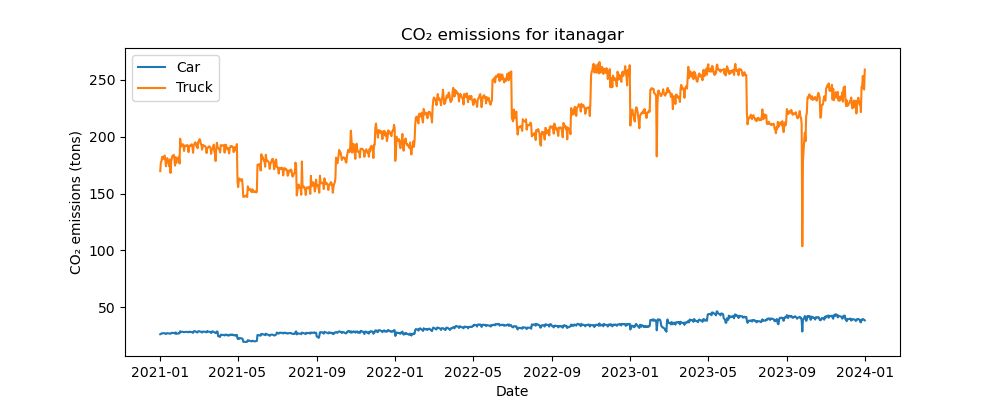 CO₂ emissions for itanagar
Car
Truck
CO₂ emissions (tons)
250
200
150
100
50
2021-01 2021-05 2021-09 2022-01 2022-05 2022-09 2023-01 2023-05 2023-09 2024-01
Date